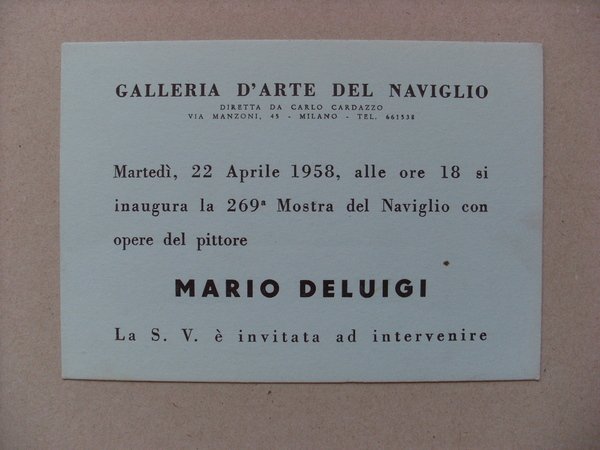 GALLERIA D'ARTE DEL NAVIGLIO
DIRETTA DA CARLO CARDAZZO
VIA MANZONI, 45 - MILANO - TEL. 661538
Martedì, 22 Aprile 1958, alle ore 18 si
inaugura la 269ª Mostra del Naviglio con
opere del pittore
MARIO DELUIGI
La S. V. è invitata ad intervenire